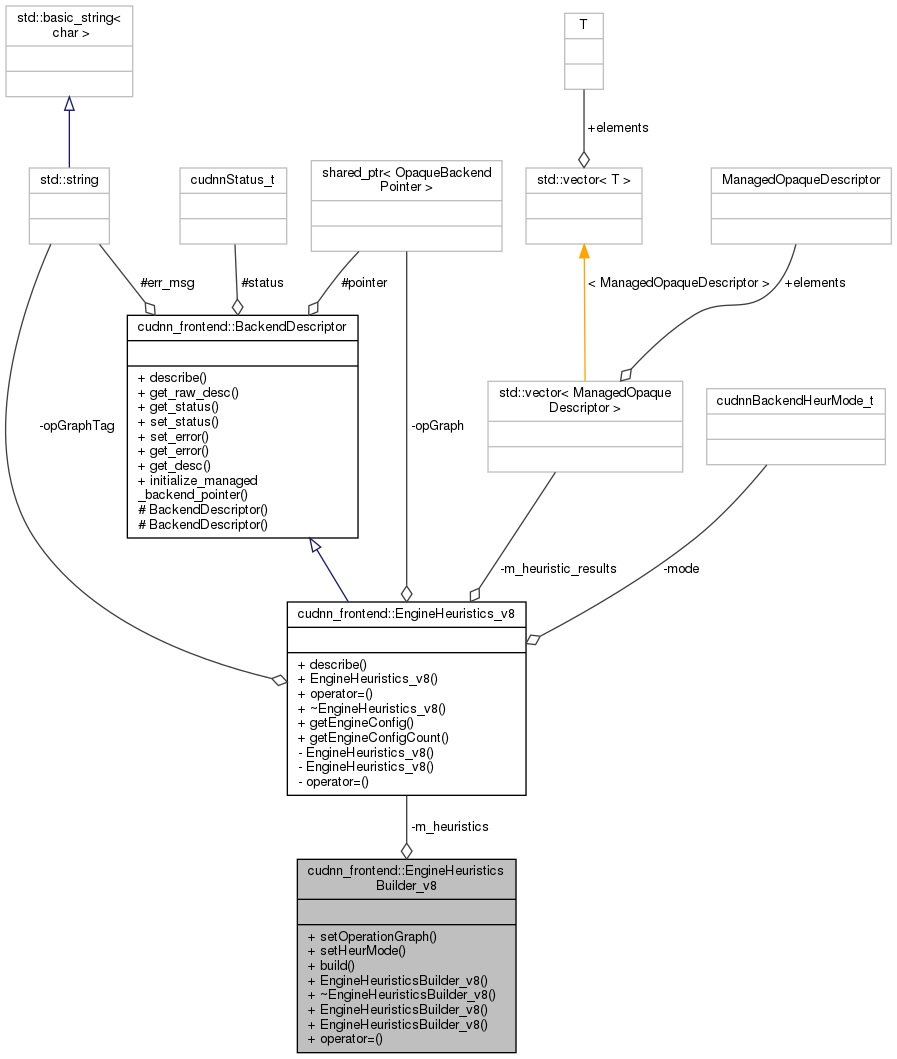 std::basic_string<
char >
T
+elements
std::string
cudnnStatus_t
shared_ptr< OpaqueBackend
Pointer >
std::vector< T >
ManagedOpaqueDescriptor
#err_msg
#status
#pointer
< ManagedOpaqueDescriptor >
+elements
cudnn_frontend::BackendDescriptor
+ describe()
+ get_raw_desc()
+ get_status()
+ set_status()
+ set_error()
+ get_error()
+ get_desc()
+ initialize_managed
_backend_pointer()
# BackendDescriptor()
# BackendDescriptor()
std::vector< ManagedOpaque
Descriptor >
cudnnBackendHeurMode_t
-opGraphTag
-opGraph
-m_heuristic_results
-mode
cudnn_frontend::EngineHeuristics_v8
+ describe()
+ EngineHeuristics_v8()
+ operator=()
+ ~EngineHeuristics_v8()
+ getEngineConfig()
+ getEngineConfigCount()
- EngineHeuristics_v8()
- EngineHeuristics_v8()
- operator=()
-m_heuristics
cudnn_frontend::EngineHeuristics
Builder_v8
+ setOperationGraph()
+ setHeurMode()
+ build()
+ EngineHeuristicsBuilder_v8()
+ ~EngineHeuristicsBuilder_v8()
+ EngineHeuristicsBuilder_v8()
+ EngineHeuristicsBuilder_v8()
+ operator=()